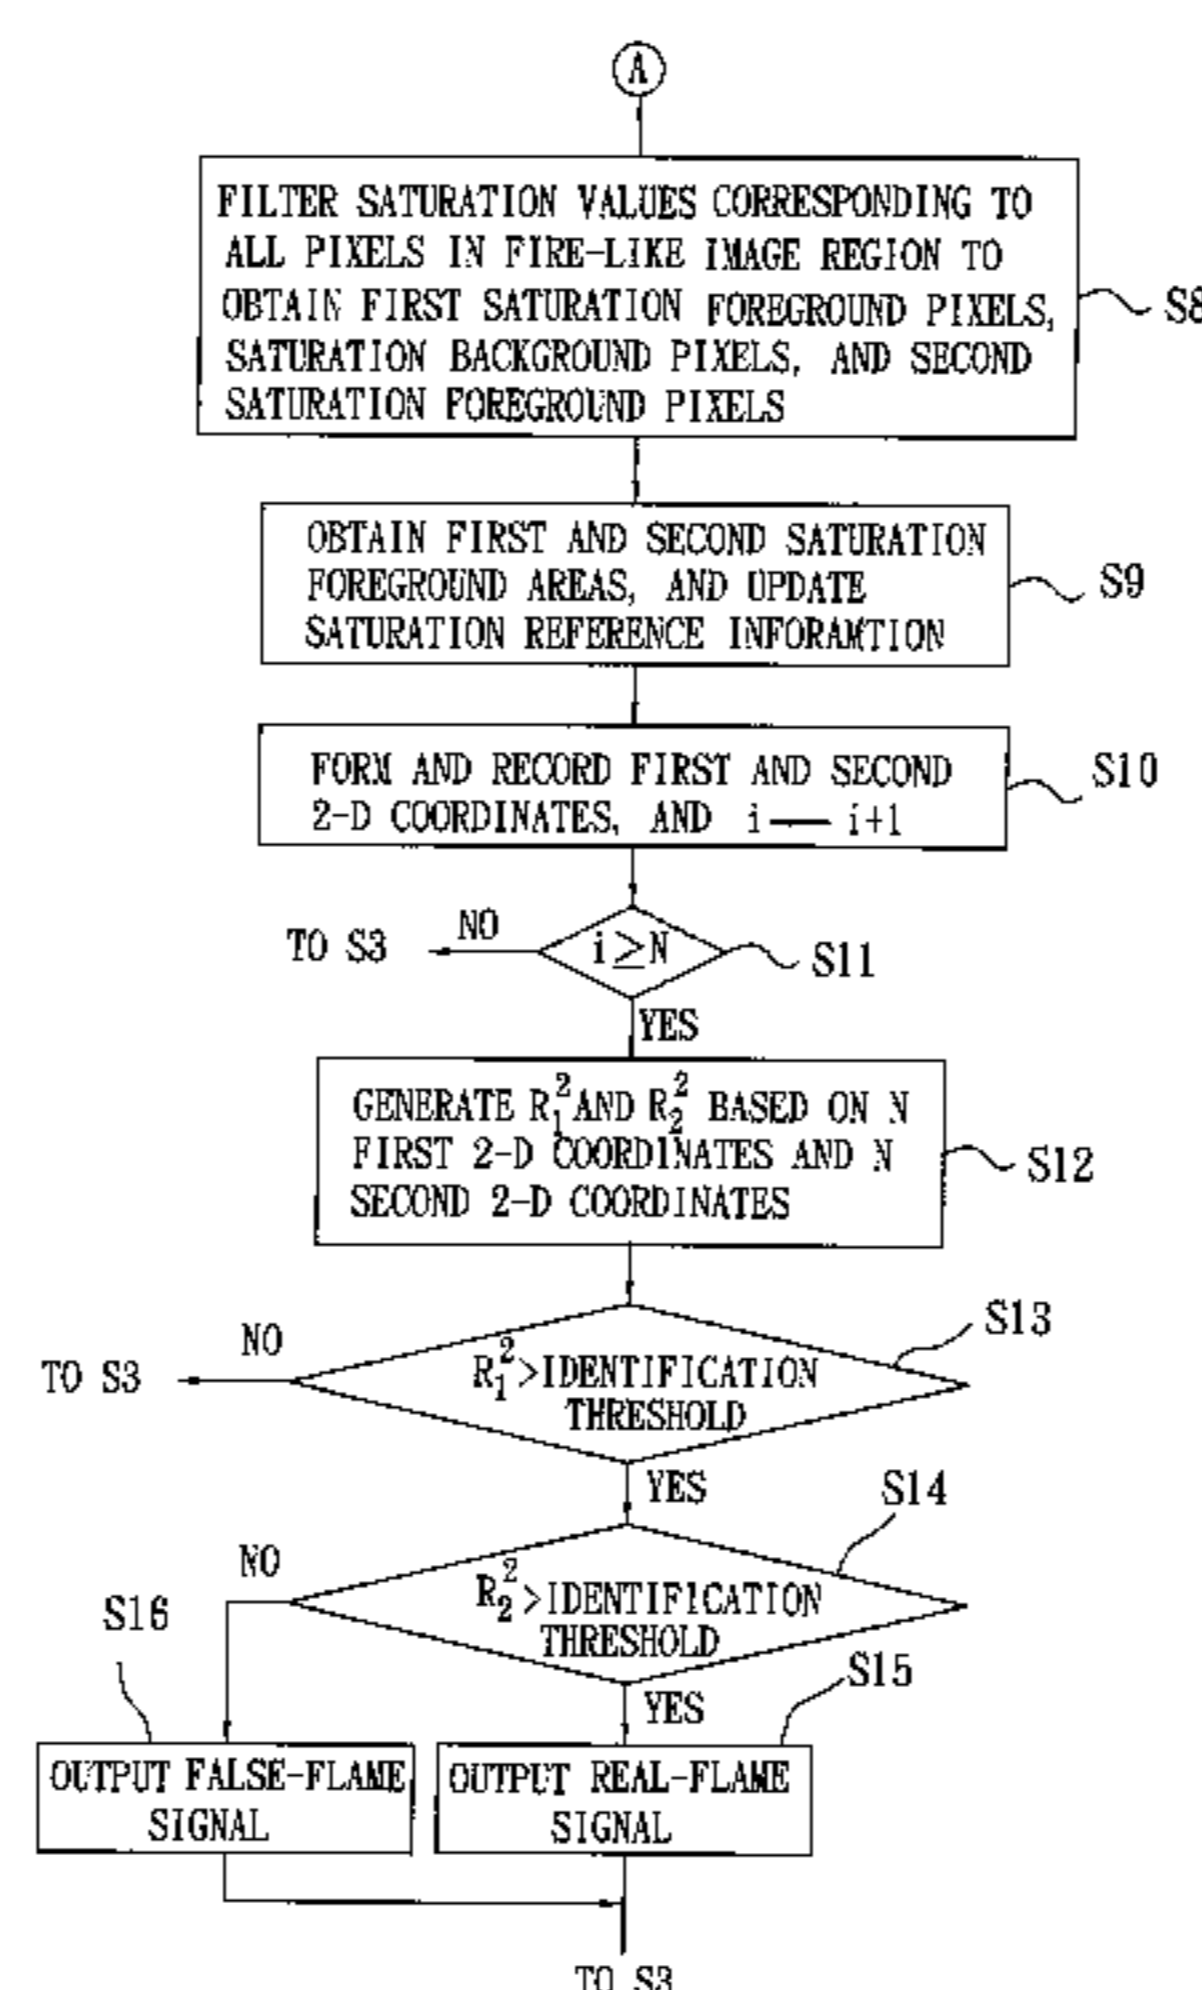 A
FILTER SATURATION VALUES CORRESPONDING TO
ALL PIXELS IN FIRE-LIKE IMAGE REGION TO
OBTAIN FIRST SATURATION FOREGROUND PIXELS,
SATURATION BACKGROUND PIXELS, AND SECOND
SATURATION FOREGROUND PIXELS
S8
OBTAIN FIRST AND SECOND SATURATION
FOREGROUND AREAS, AND UPDATE
SATURATION REFERENCE INFORAMTION
S9
FORM AND RECORD FIRST AND SECOND
2-D COORDINATES, AND i — i+1
S10
i≥N
S11
NO
TO S3
YES
GENERATE R₁² AND R₂² BASED ON N
FIRST 2-D COORDINATES AND N
SECOND 2-D COORDINATES
S12
R₁²>IDENTIFICATION
THRESHOLD
S13
NO
TO S3
YES
R₂²>IDENTIFICATION
THRESHOLD
S14
NO
YES
S16
OUTPUT FALSE-FLAME
SIGNAL
S15
OUTPUT REAL-FLAME
SIGNAL
TO S3